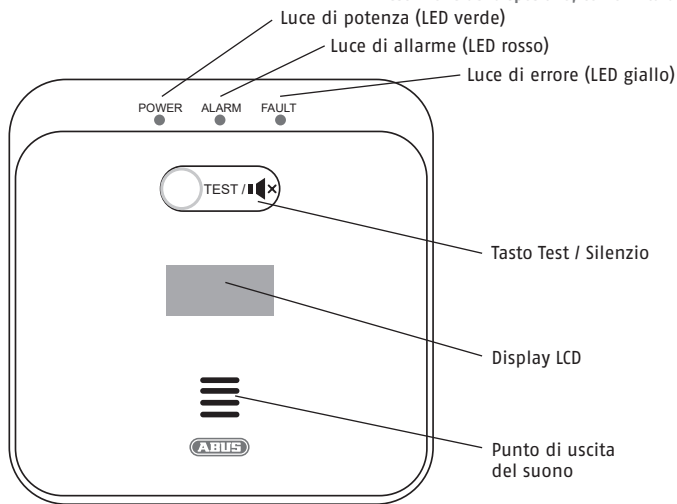 Luce di potenza (LED verde)
Luce di allarme (LED rosso)
Luce di errore (LED giallo)
POWER ALARM FAULT
TEST /
Tasto Test / Silenzio
Display LCD
ABUS
Punto di uscita
del suono